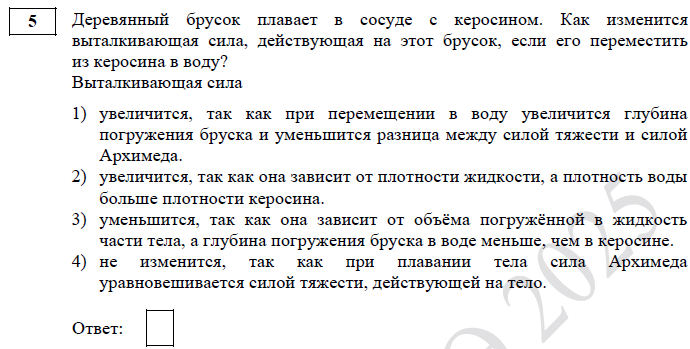 5
Деревянный брусок плавает в сосуде с керосином. Как изменится
выталкивающая сила, действующая на этот брусок, если его переместить
из керосина в воду?
Выталкивающая сила
1) увеличится, так как при перемещении в воду увеличится глубина
погружения бруска и уменьшится разница между силой тяжести и силой
Архимеда.
2) увеличится, так как она зависит от плотности жидкости, а плотность воды
больше плотности керосина.
3) уменьшится, так как она зависит от объёма погружённой в жидкость
части тела, а глубина погружения бруска в воде меньше, чем в керосине.
4) не изменится, так как при плавании тела сила Архимеда
уравновешивается силой тяжести, действующей на тело.
Ответ:
2025